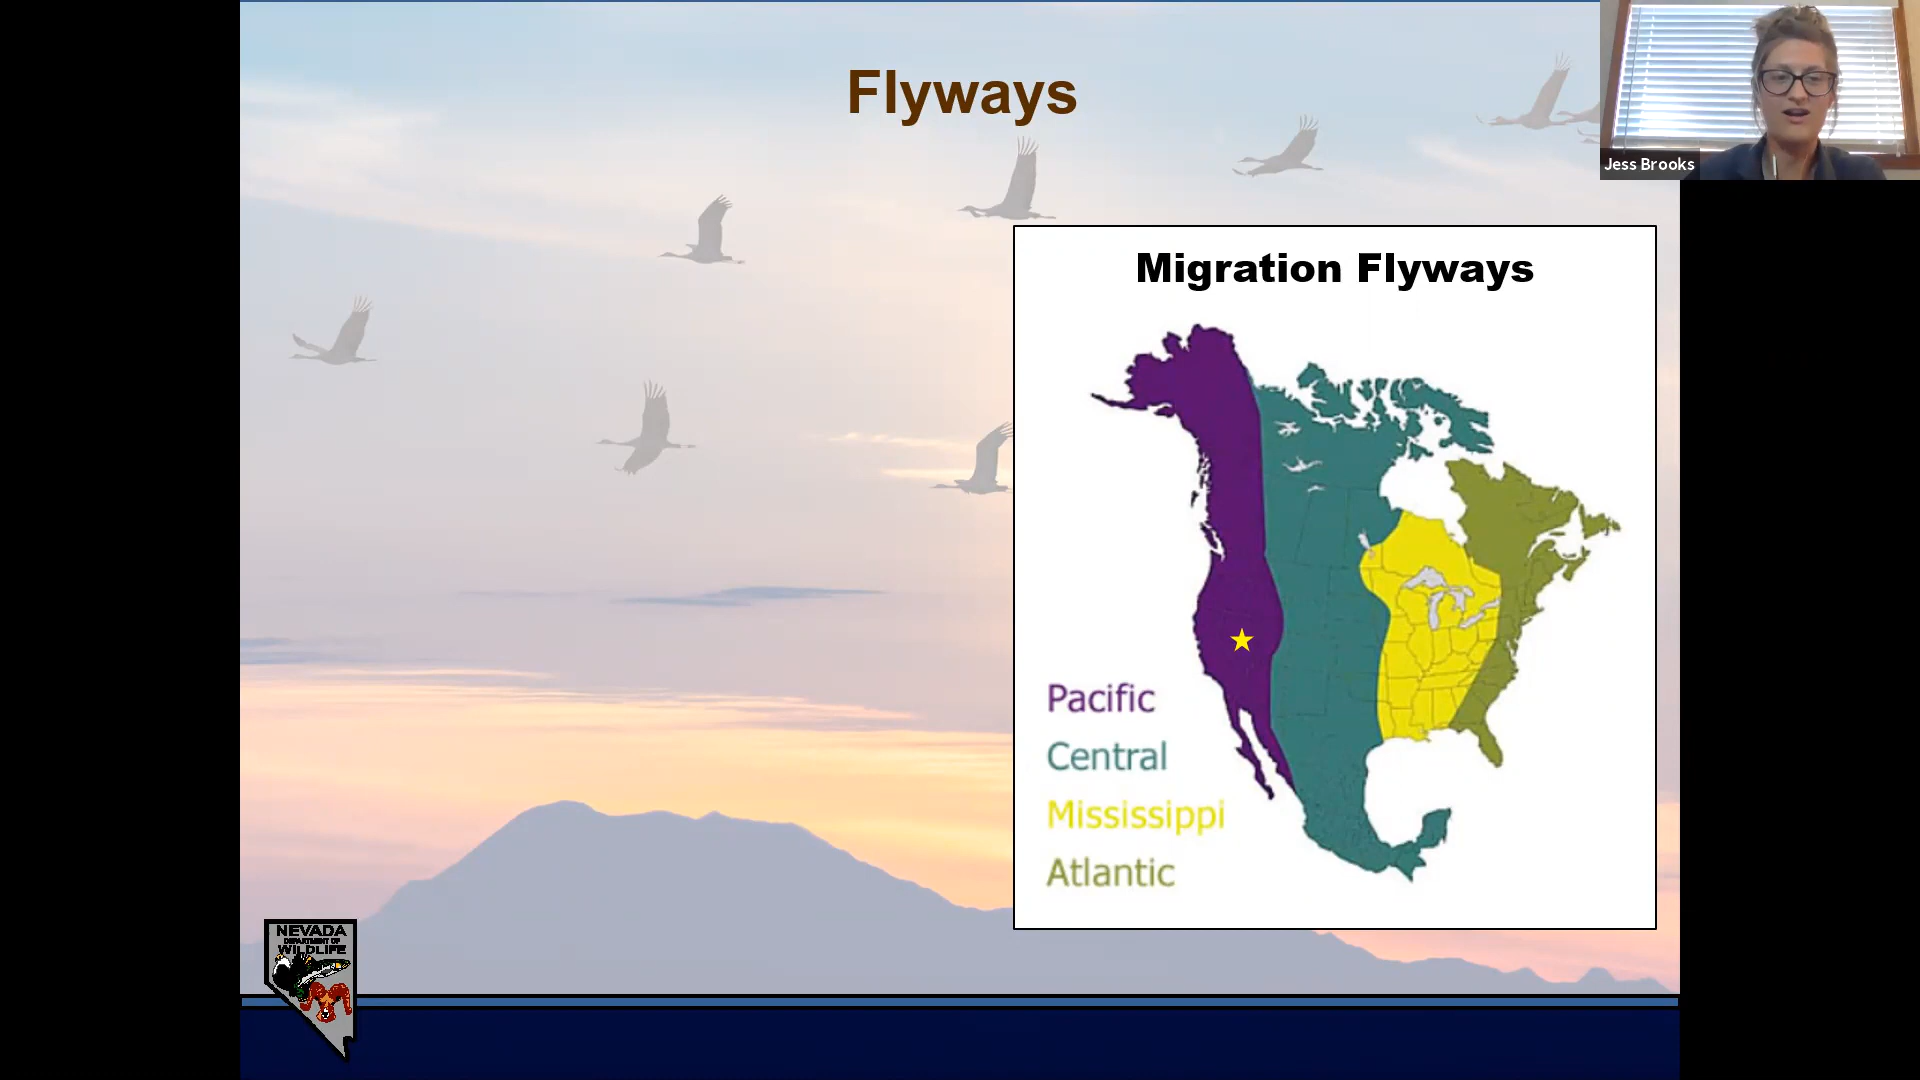 Flyways
Jess Brooks
Migration Flyways
Pacific
Central
Mississippi
Atlantic
NEVADA
DEPARTMENT OF
WILDLIFE